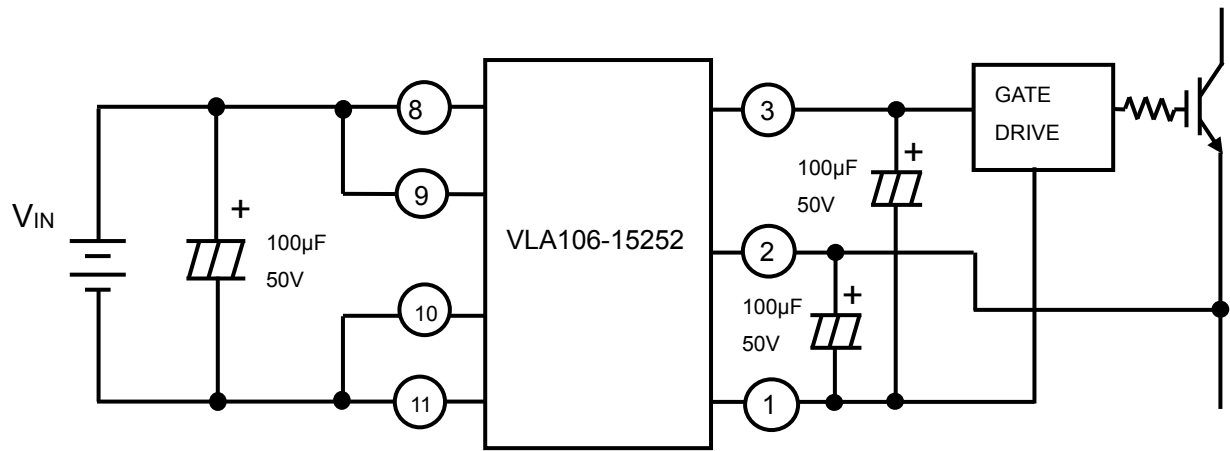 VIN
+
100µF
50V
8
9
10
11
VLA106-15252
3
2
1
+
100µF
50V
+
100µF
50V
GATE
DRIVE